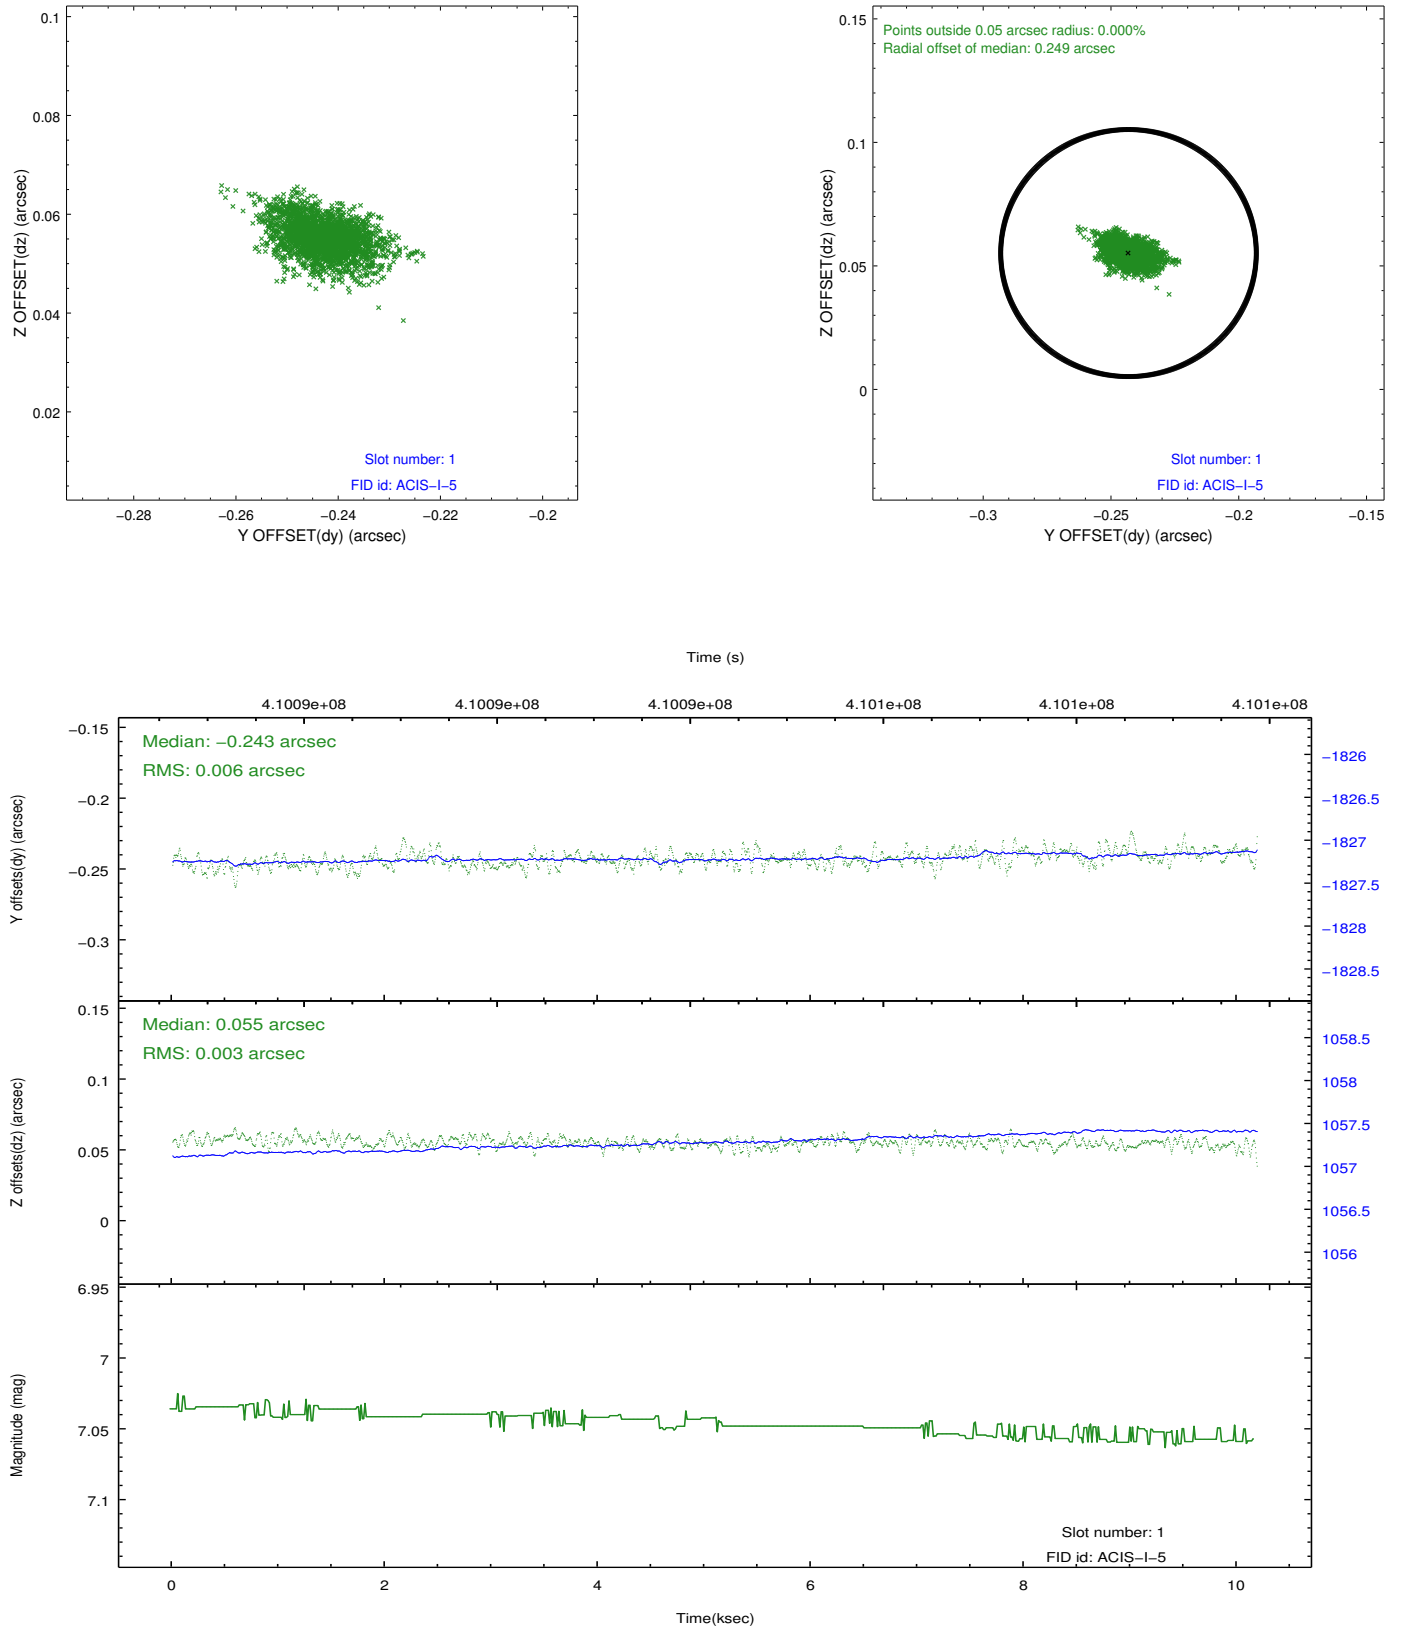 0.1
0.08
0.06
0.04
0.02
Z OFFSET(dz) (arcsec)
Slot number: 1
FID id: ACIS−I−5
−0.28 −0.26 −0.24 −0.22 −0.2
Y OFFSET(dy) (arcsec)
Points outside 0.05 arcsec radius: 0.000%
Radial offset of median: 0.249 arcsec
0.15
0.1
0.05
0
Z OFFSET(dz) (arcsec)
Slot number: 1
FID id: ACIS−I−5
−0.3 −0.25 −0.2 −0.15
Y OFFSET(dy) (arcsec)
Time (s)
4.1009e+08 4.1009e+08 4.1009e+08 4.101e+08 4.101e+08 4.101e+08
Median: −0.243 arcsec
RMS: 0.006 arcsec
−0.15
−0.2
−0.25
−0.3
Y offsets(dy) (arcsec)
−1826
−1826.5
−1827
−1827.5
−1828
−1828.5
Median: 0.055 arcsec
RMS: 0.003 arcsec
0.15
0.1
0.05
0
Z offsets(dz) (arcsec)
1058.5
1058
1057.5
1057
1056.5
1056
6.95
7
7.05
7.1
Magnitude (mag)
Slot number: 1
FID id: ACIS−I−5
0 2 4 6 8 10
Time(ksec)